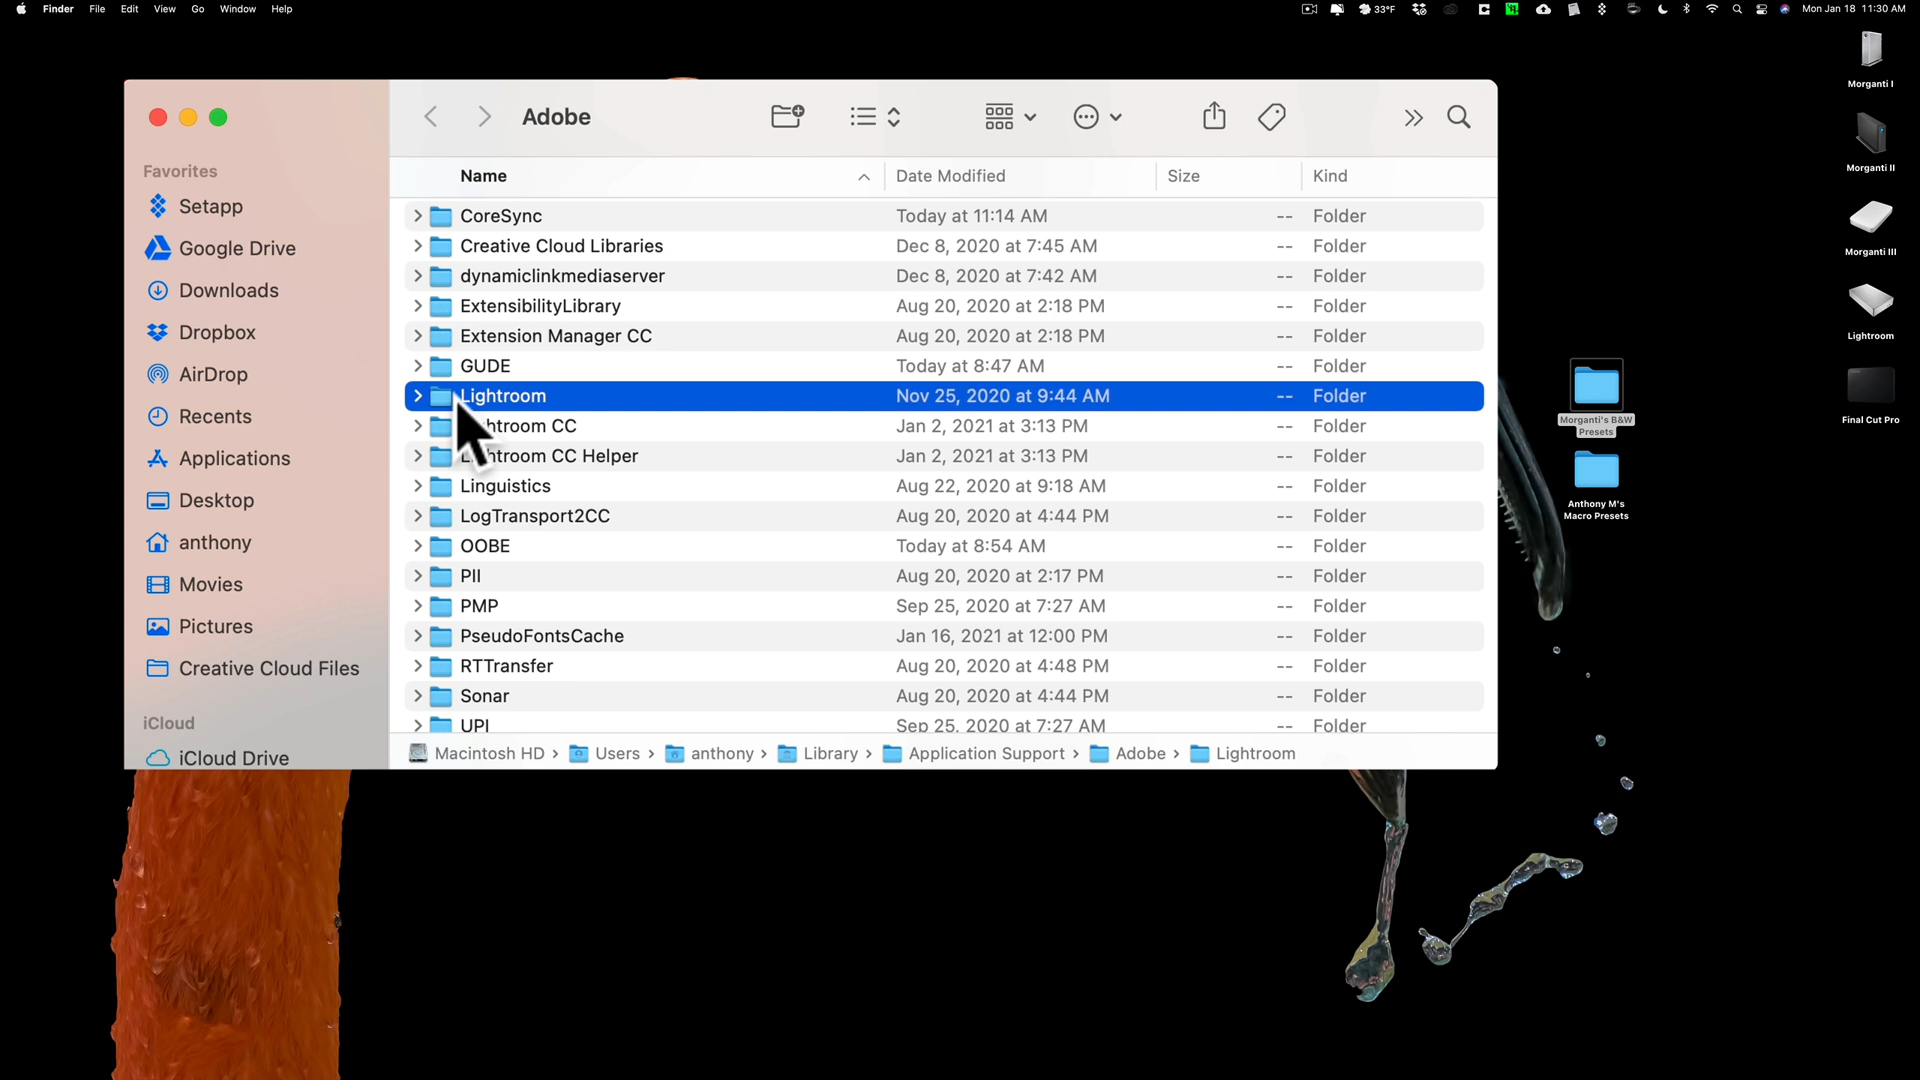 Finder File Edit View Go Window Help
33°F Mon Jan 18 11:30 AM
Adobe
Favorites
Setapp
Google Drive
Downloads
Dropbox
AirDrop
Recents
Applications
Desktop
anthony
Movies
Pictures
Creative Cloud Files
iCloud
iCloud Drive
Name Date Modified Size Kind
CoreSync Today at 11:14 AM -- Folder
Creative Cloud Libraries Dec 8, 2020 at 7:45 AM -- Folder
dynamiclinkmediaserver Dec 8, 2020 at 7:42 AM -- Folder
ExtensibilityLibrary Aug 20, 2020 at 2:18 PM -- Folder
Extension Manager CC Aug 20, 2020 at 2:18 PM -- Folder
GUDE Today at 8:47 AM -- Folder
Lightroom Nov 25, 2020 at 9:44 AM -- Folder
htroom CC Jan 2, 2021 at 3:13 PM -- Folder
troom CC Helper Jan 2, 2021 at 3:13 PM -- Folder
Linguistics Aug 22, 2020 at 9:18 AM -- Folder
LogTransport2CC Aug 20, 2020 at 4:44 PM -- Folder
OOBE Today at 8:54 AM -- Folder
PII Aug 20, 2020 at 2:17 PM -- Folder
PMP Sep 25, 2020 at 7:27 AM -- Folder
PseudoFontsCache Jan 16, 2021 at 12:00 PM -- Folder
RTTransfer Aug 20, 2020 at 4:48 PM -- Folder
Sonar Aug 20, 2020 at 4:44 PM -- Folder
UPI Sep 25, 2020 at 7:27 AM -- Folder
Macintosh HD › Users › anthony › Library › Application Support › Adobe › Lightroom
Morganti's B&W
Presets
Anthony M's
Macro Presets
Morganti I
Morganti II
Morganti III
Lightroom
Final Cut Pro